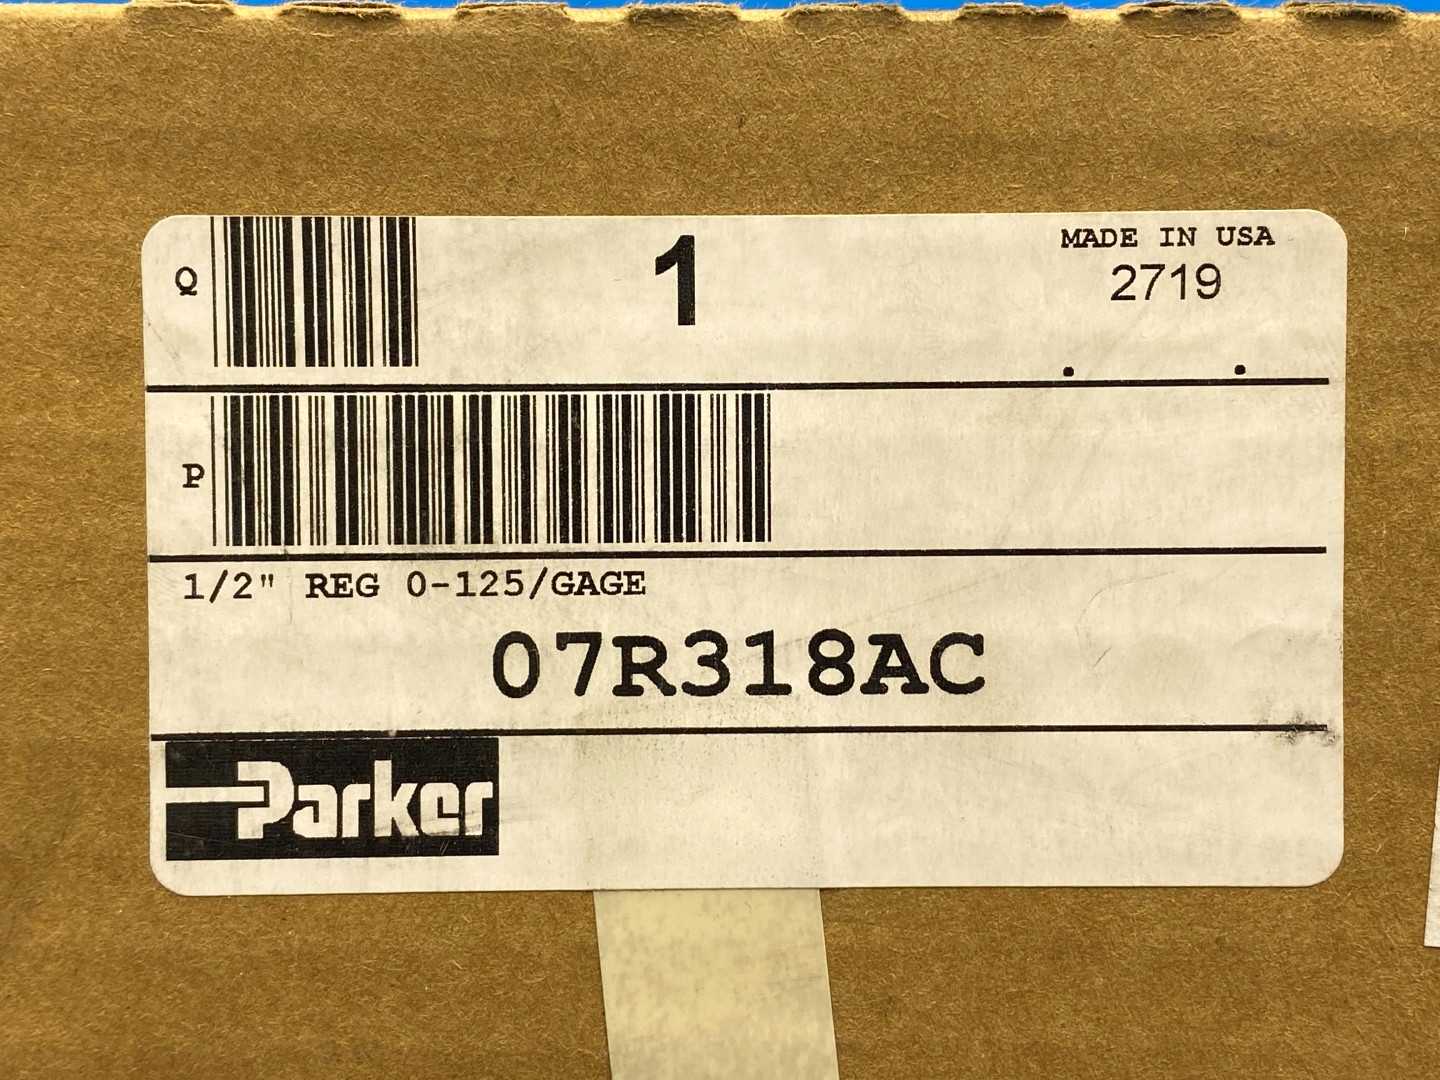 Q
1
MADE IN USA
2719
P
1/2" REG 0-125/GAGE
07R318AC
Parker